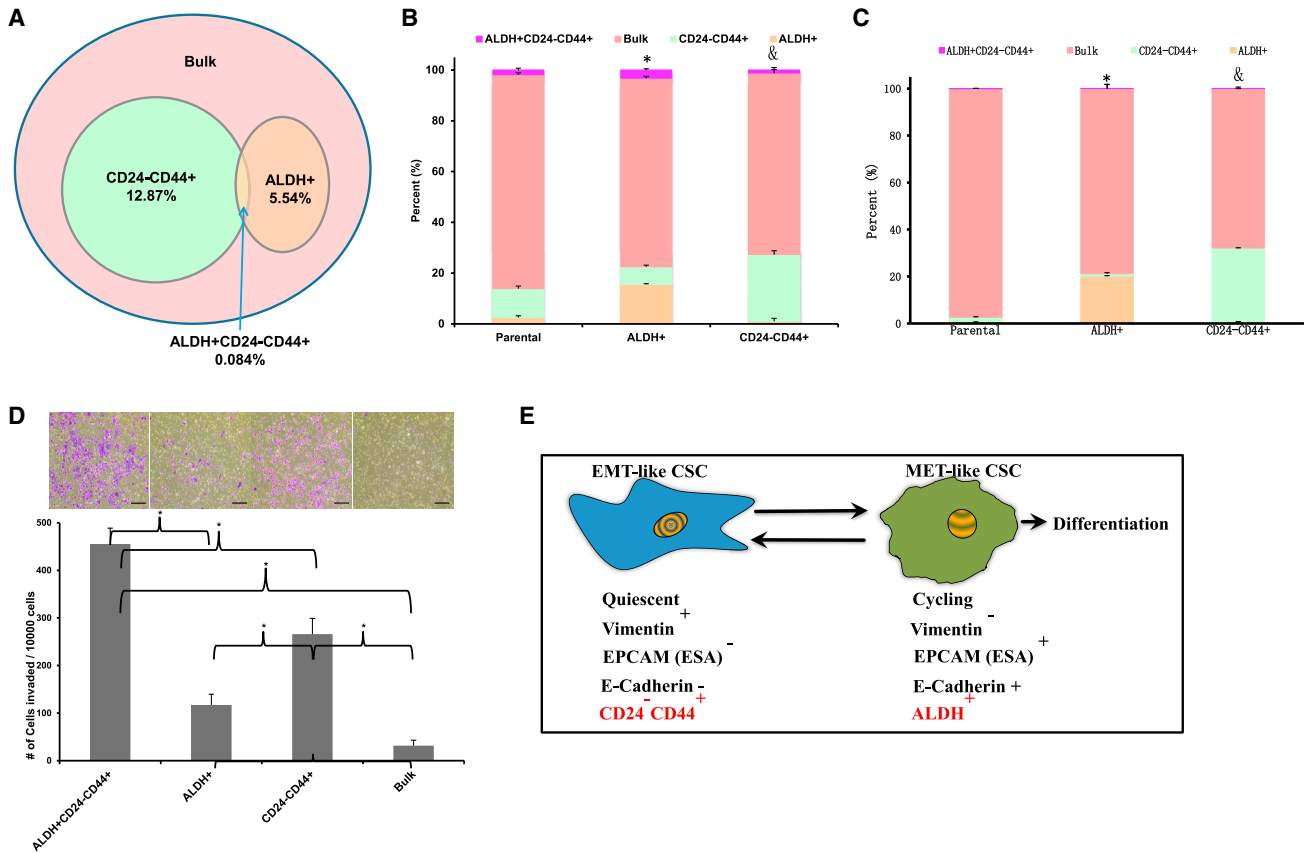 A
Bulk
CD24-CD44+
12.87%
ALDH+
5.54%
ALDH+CD24-CD44+
0.084%
B
ALDH+CD24-CD44+ Bulk CD24-CD44+ ALDH+
Percent (%)
100
80
60
40
20
0
* &
Parental ALDH+ CD24-CD44+
C
ALDH+CD24-CD44+ Bulk CD24-CD44+ ALDH+
Percent (%)
100
80
60
40
20
0
* &
Parental ALDH+ CD24-CD44+
D
# of Cells invaded / 10000 cells
500
400
300
200
100
0
*
*
*
* *
ALDH+CD24-CD44+ ALDH+ CD24-CD44+ Bulk
E
EMT-like CSC
Quiescent
Vimentin +
EPCAM (ESA) -
E-Cadherin -
CD24- CD44+
MET-like CSC
Differentiation
Cycling
Vimentin -
EPCAM (ESA) +
E-Cadherin +
ALDH+